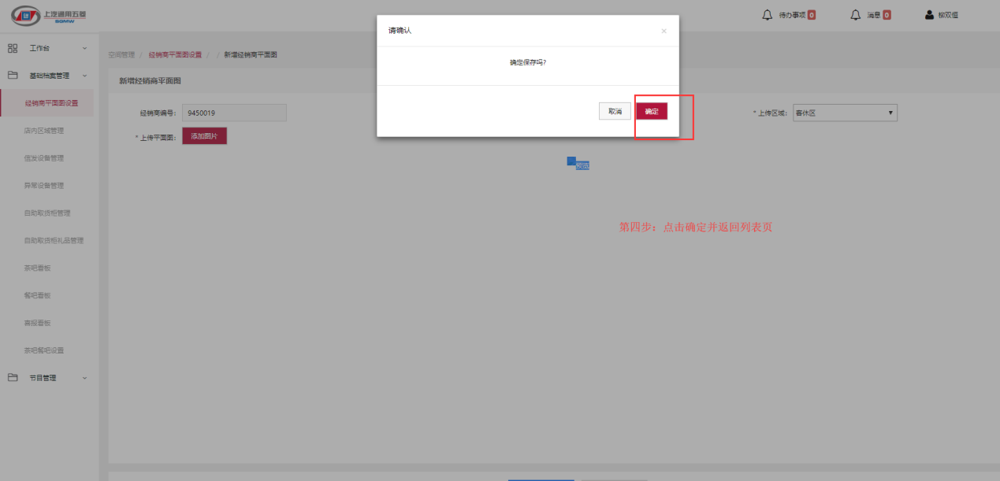 上汽通用五菱
SGMW
待办事项 0
消息 0
柳双恒
工作台
基础档案管理
经销商平面图设置
店内区域管理
信发设备管理
异常设备管理
自助取货柜管理
自助取货柜礼品管理
茶吧看板
餐吧看板
喜报看板
茶吧餐吧设置
节目管理
空间管理 / 经销商平面图设置 / / 新增经销商平面图
新增经销商平面图
经销商编号： 9450019
* 上传区域： 客休区
* 上传平面图： 添加图片
请确认 ×
确定保存吗?
取消 确定
预览
第四步：点击确定并返回列表页